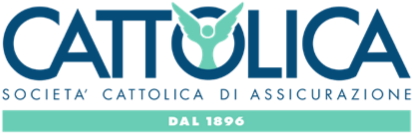 CATTOLICA
SOCIETA' CATTOLICA DI ASSICURAZIONE
DAL 1896